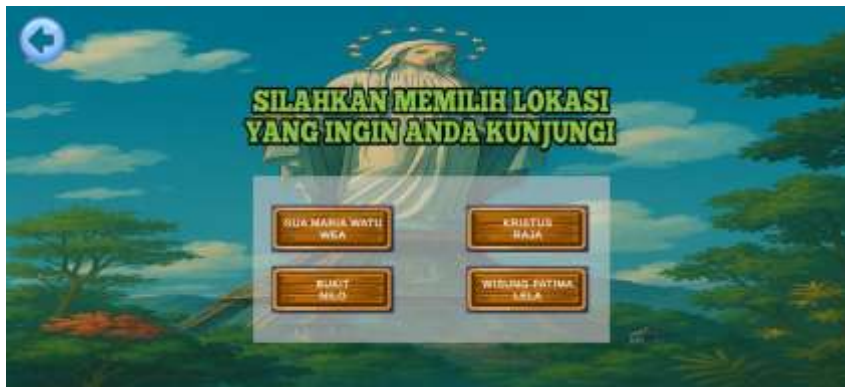 SILAHKAN MEMILIH LOKASI
YANG INGIN ANDA KUNJUNGI
GUA MARIA WATU
WEA
KRISTUS
RAJA
BUKIT
NILO
WISUNG FATIMA
LELA